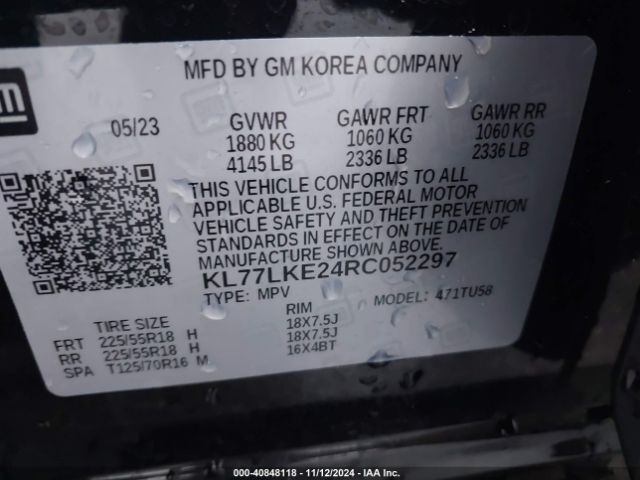 gm
MFD BY GM KOREA COMPANY
05/23 GVWR GAWR FRT GAWR RR
1880 KG 1060 KG 1060 KG
4145 LB 2336 LB 2336 LB
THIS VEHICLE CONFORMS TO ALL
APPLICABLE U.S. FEDERAL MOTOR
VEHICLE SAFETY AND THEFT PREVENTION
STANDARDS IN EFFECT ON THE DATE OF
MANUFACTURE SHOWN ABOVE.
KL77LKE24RC052297
TYPE: MPV MODEL: 471TU58
TIRE SIZE RIM
FRT 225/55R18 H 18X7.5J
RR 225/55R18 H 18X7.5J
SPA T125/70R16 M 16X4BT
000-40848118 - 11/12/2024 - IAA Inc.